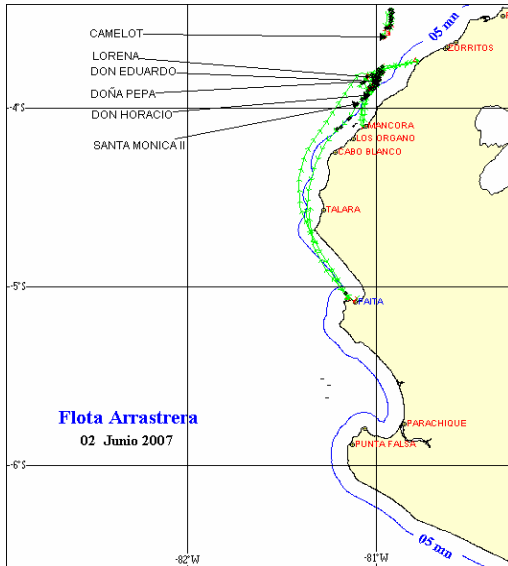 CAMELOT
05 mn
ZORRITOS
LORENA
DON EDUARDO
DOÑA PEPA
-4°S
DON HORACIO
MANCORA
LOS ORGANO
SANTA MONICA II
CABO BLANCO
TALARA
-5°S
PAITA
Flota Arrastrera
02 Junio 2007
PARACHIQUE
PUNTA FALSA
-6°S
05 mn
-82°W
-81°W